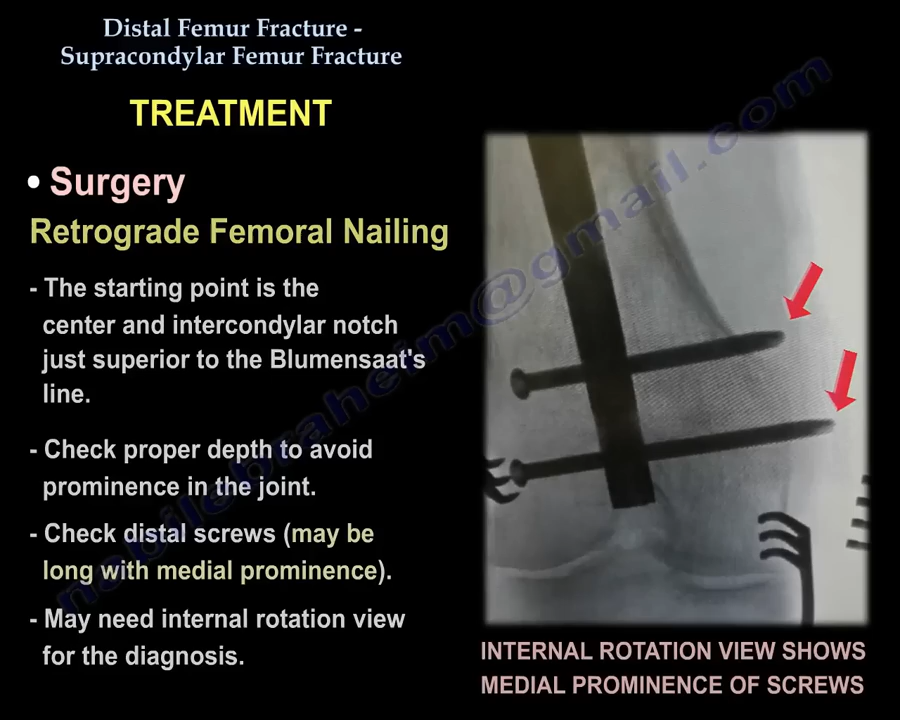 Distal Femur Fracture -
Supracondylar Femur Fracture
TREATMENT
• Surgery
Retrograde Femoral Nailing
- The starting point is the
center and intercondylar notch
just superior to the Blumensaat's
line.
- Check proper depth to avoid
prominence in the joint.
- Check distal screws (may be
long with medial prominence).
- May need internal rotation view
for the diagnosis.
INTERNAL ROTATION VIEW SHOWS
MEDIAL PROMINENCE OF SCREWS
nabilabraheim@gmail.com